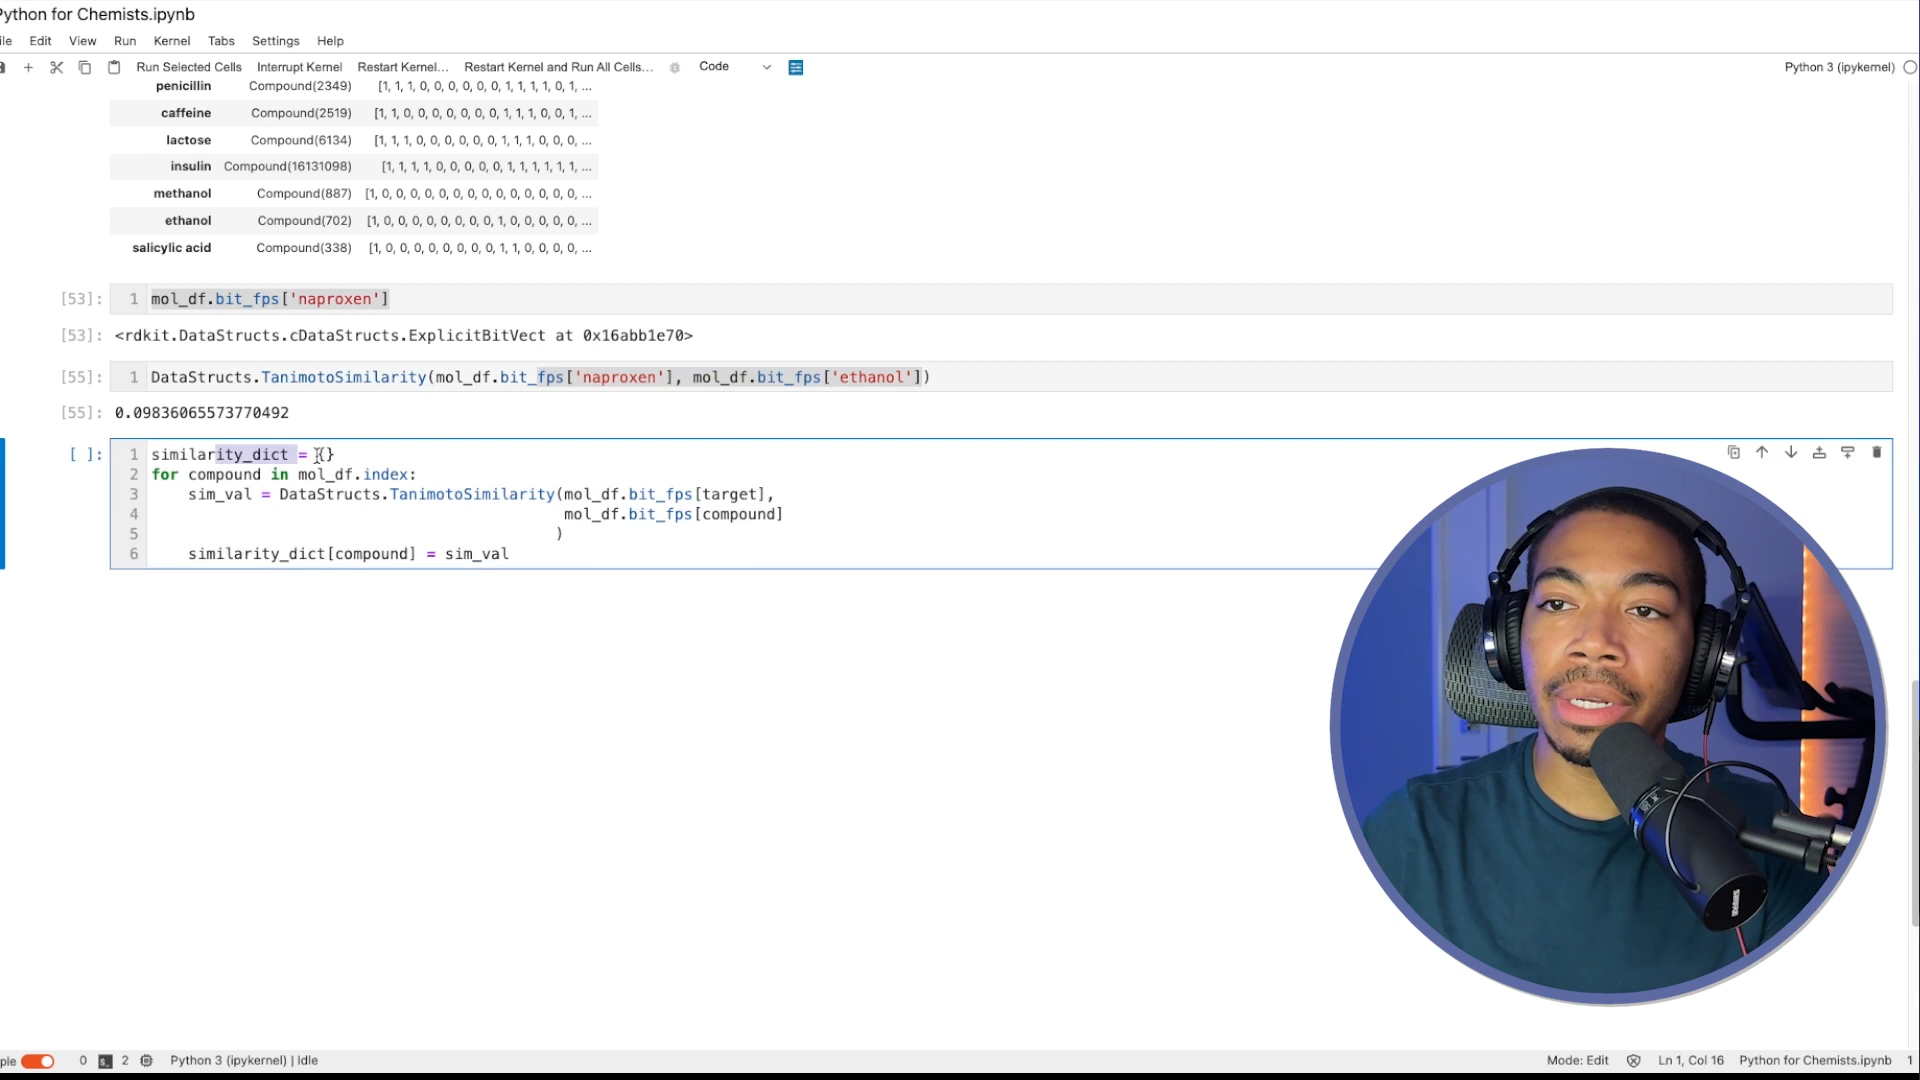 Python for Chemists.ipynb
ile Edit View Run Kernel Tabs Settings Help
Run Selected Cells Interrupt Kernel Restart Kernel... Restart Kernel and Run All Cells... Code Python 3 (ipykernel)
penicillin Compound(2349) [1, 1, 1, 0, 0, 0, 0, 0, 0, 1, 1, 1, 1, 0, 1, ...
caffeine Compound(2519) [1, 1, 0, 0, 0, 0, 0, 0, 0, 1, 1, 1, 0, 0, 1, ...
lactose Compound(6134) [1, 1, 1, 0, 0, 0, 0, 0, 0, 1, 1, 1, 0, 0, 0, ...
insulin Compound(16131098) [1, 1, 1, 1, 0, 0, 0, 0, 0, 1, 1, 1, 1, 1, 1, ...
methanol Compound(887) [1, 0, 0, 0, 0, 0, 0, 0, 0, 0, 0, 0, 0, 0, 0, ...
ethanol Compound(702) [1, 0, 0, 0, 0, 0, 0, 0, 0, 1, 0, 0, 0, 0, 0, ...
salicylic acid Compound(338) [1, 0, 0, 0, 0, 0, 0, 0, 0, 1, 1, 0, 0, 0, 0, ...
[53]: 1 mol_df.bit_fps['naproxen']
[53]: <rdkit.DataStructs.cDataStructs.ExplicitBitVect at 0x16abb1e70>
[55]: 1 DataStructs.TanimotoSimilarity(mol_df.bit_fps['naproxen'], mol_df.bit_fps['ethanol'])
[55]: 0.09836065573770492
[ ]: 1 similarity_dict = {}
2 for compound in mol_df.index:
3 sim_val = DataStructs.TanimotoSimilarity(mol_df.bit_fps[target],
4 mol_df.bit_fps[compound]
5 )
6 similarity_dict[compound] = sim_val
ple 0 2 Python 3 (ipykernel) | Idle Mode: Edit Ln 1, Col 16 Python for Chemists.ipynb 1